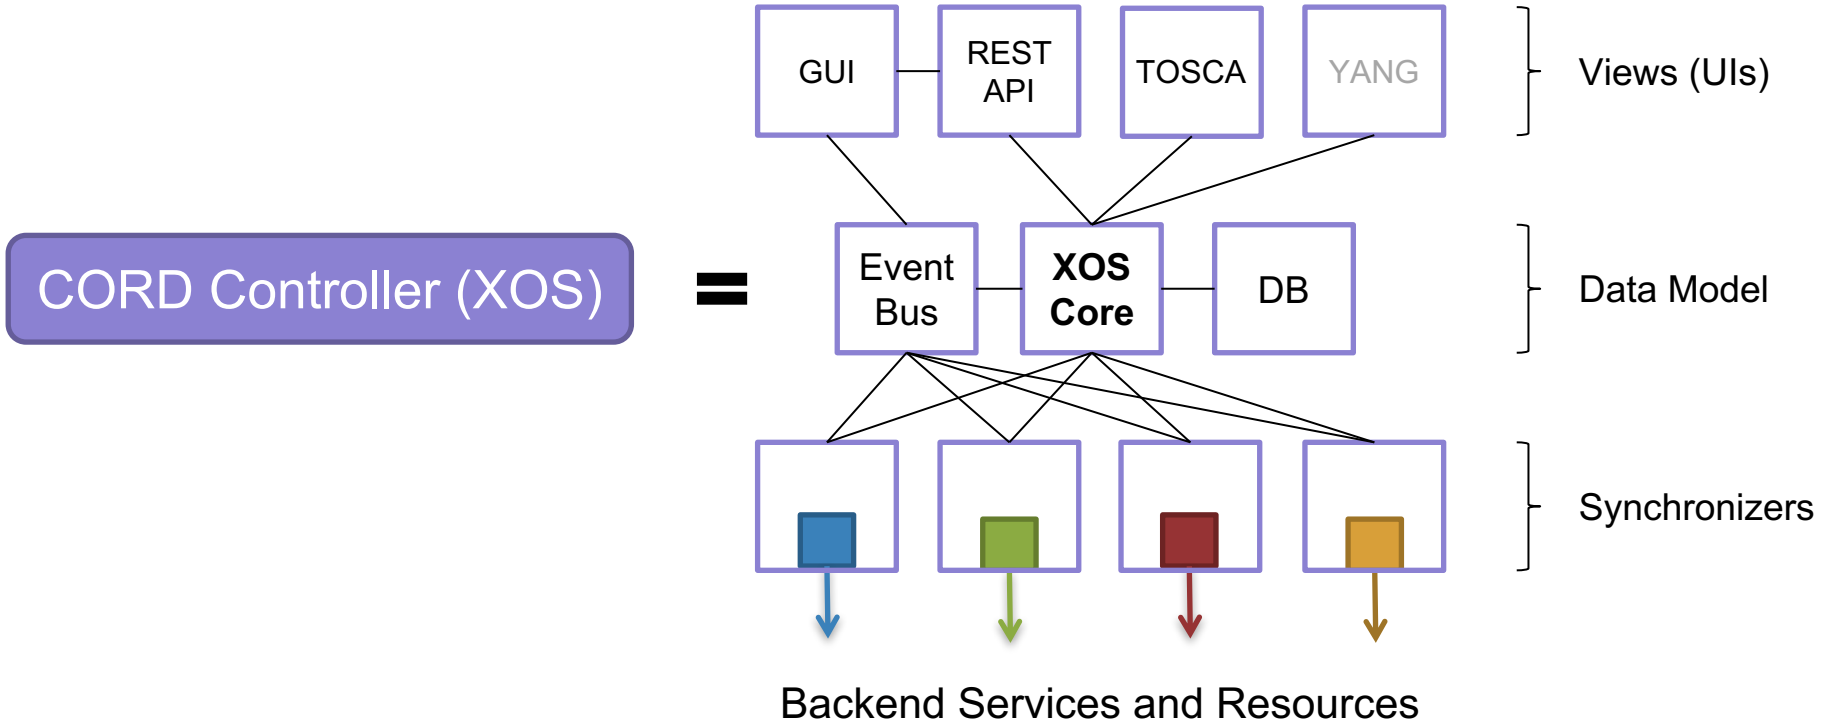 GUI
REST
API
TOSCA
YANG
Views (UIs)
CORD Controller (XOS)
=
Event
Bus
XOS
Core
DB
Data Model
Synchronizers
Backend Services and Resources